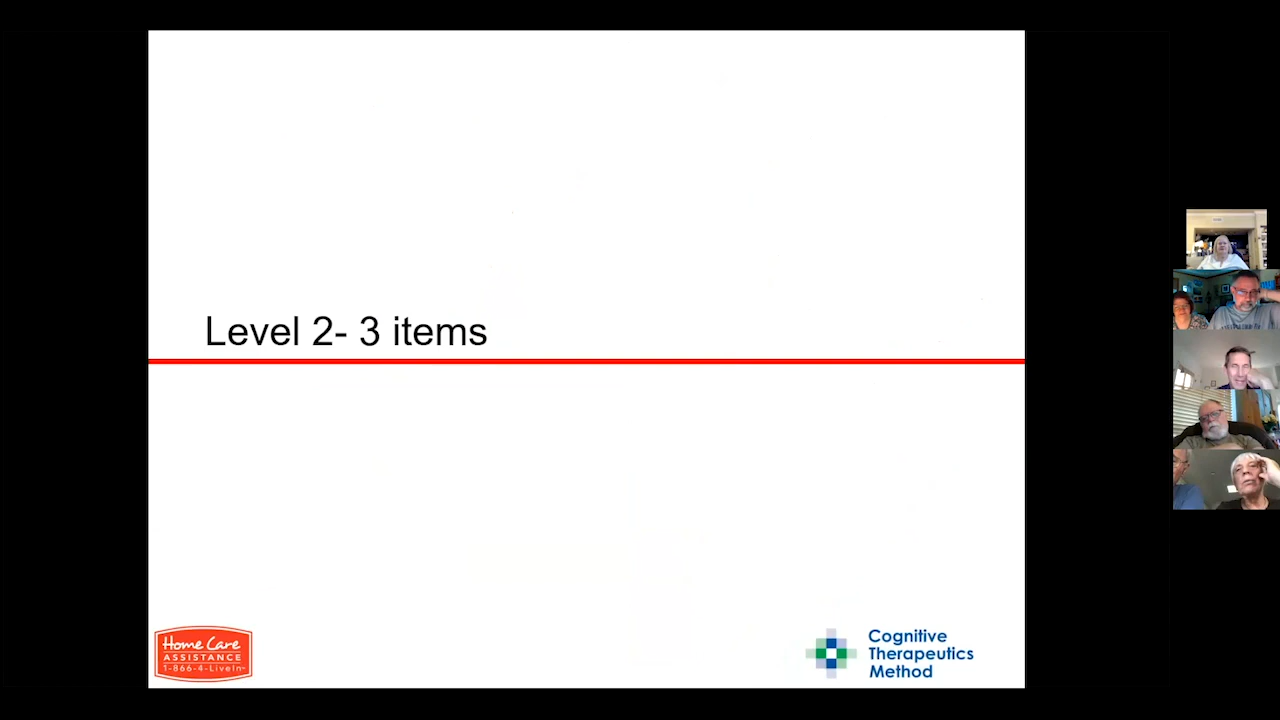 Level 2- 3 items
Home Care
ASSISTANCE
1-866-4-LiveIn
Cognitive
Therapeutics
Method